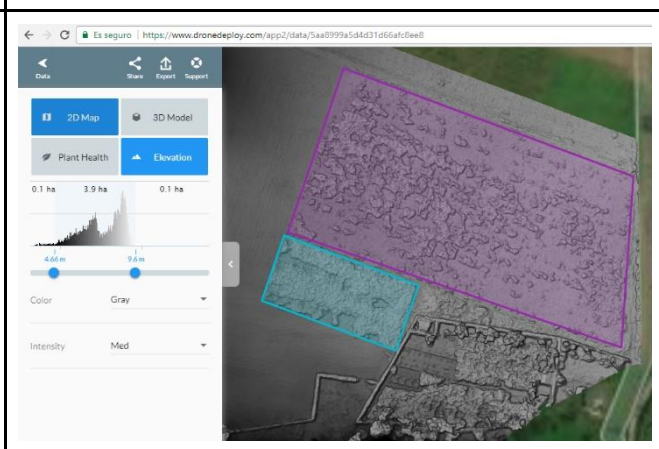 Es seguro | https://www.dronedeploy.com/app2/data/5aa8999a5d4d31d66afc8ee8
Data Share Export Support
2D Map 3D Model
Plant Health Elevation
0.1 ha 3.9 ha 0.1 ha
4.66 m 9.6 m
Color Gray
Intensity Med